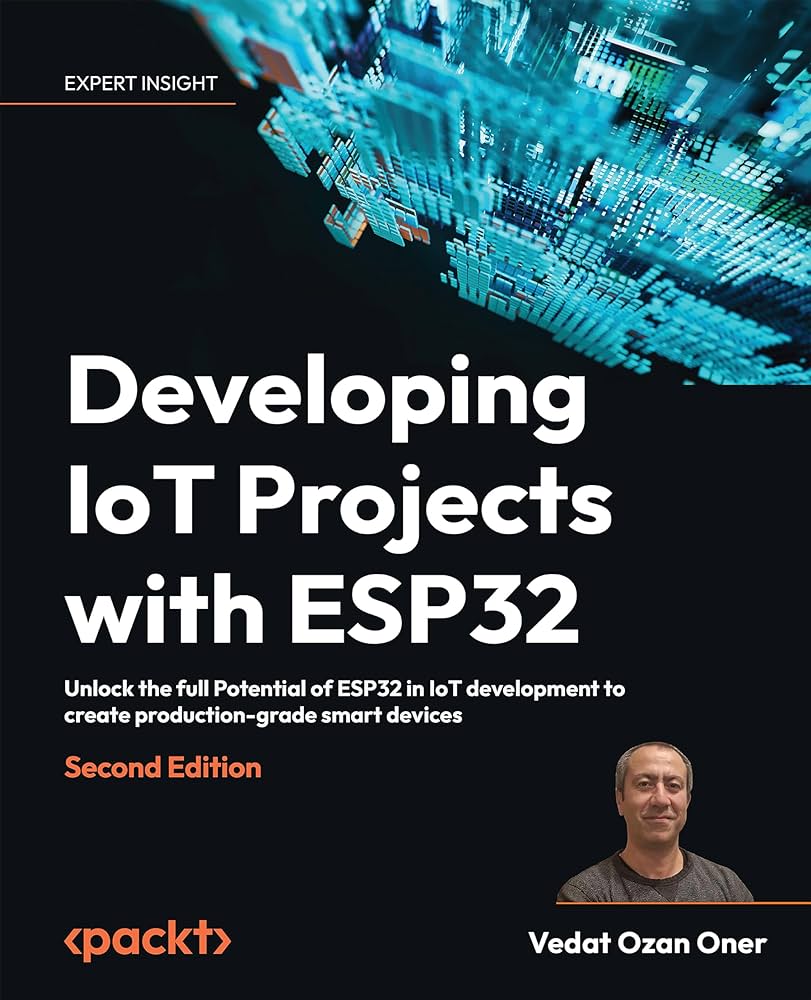 EXPERT INSIGHT
Developing
IoT Projects
with ESP32
Unlock the full Potential of ESP32 in IoT development to
create production-grade smart devices
Second Edition
<packt>
Vedat Ozan Oner